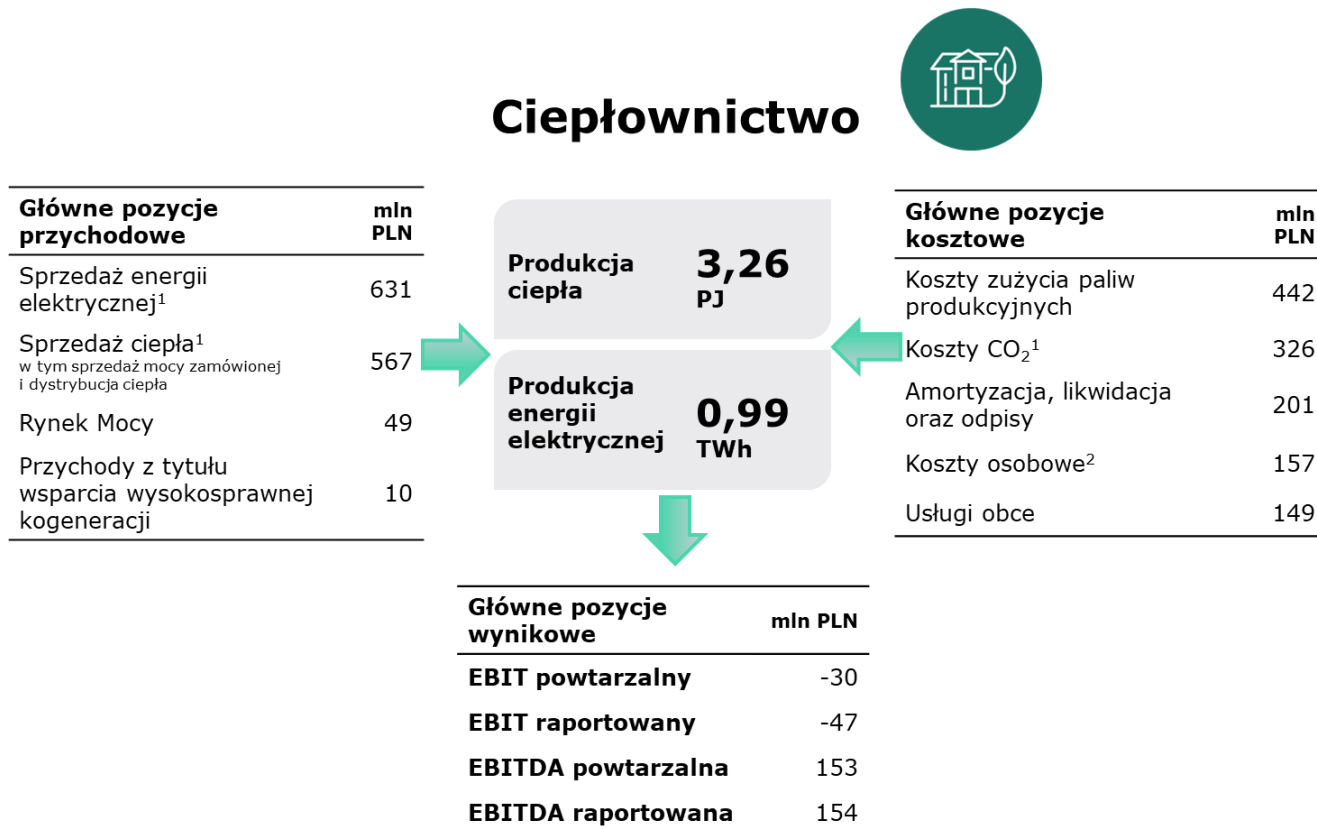 Ciepłownictwo
Główne pozycje
przychodowe
mln
PLN
Sprzedaż energii
elektrycznej¹
631
Sprzedaż ciepła¹
w tym sprzedaż mocy zamówionej
i dystrybucja ciepła
567
Rynek Mocy
49
Przychody z tytułu
wsparcia wysokosprawnej
kogeneracji
10
Produkcja
ciepła
3,26
PJ
Produkcja
energii
elektrycznej
0,99
TWh
Główne pozycje
kosztowe
mln
PLN
Koszty zużycia paliw
produkcyjnych
442
Koszty CO₂¹
326
Amortyzacja, likwidacja
oraz odpisy
201
Koszty osobowe²
157
Usługi obce
149
Główne pozycje
wynikowe
mln PLN
EBIT powtarzalny
-30
EBIT raportowany
-47
EBITDA powtarzalna
153
EBITDA raportowana
154